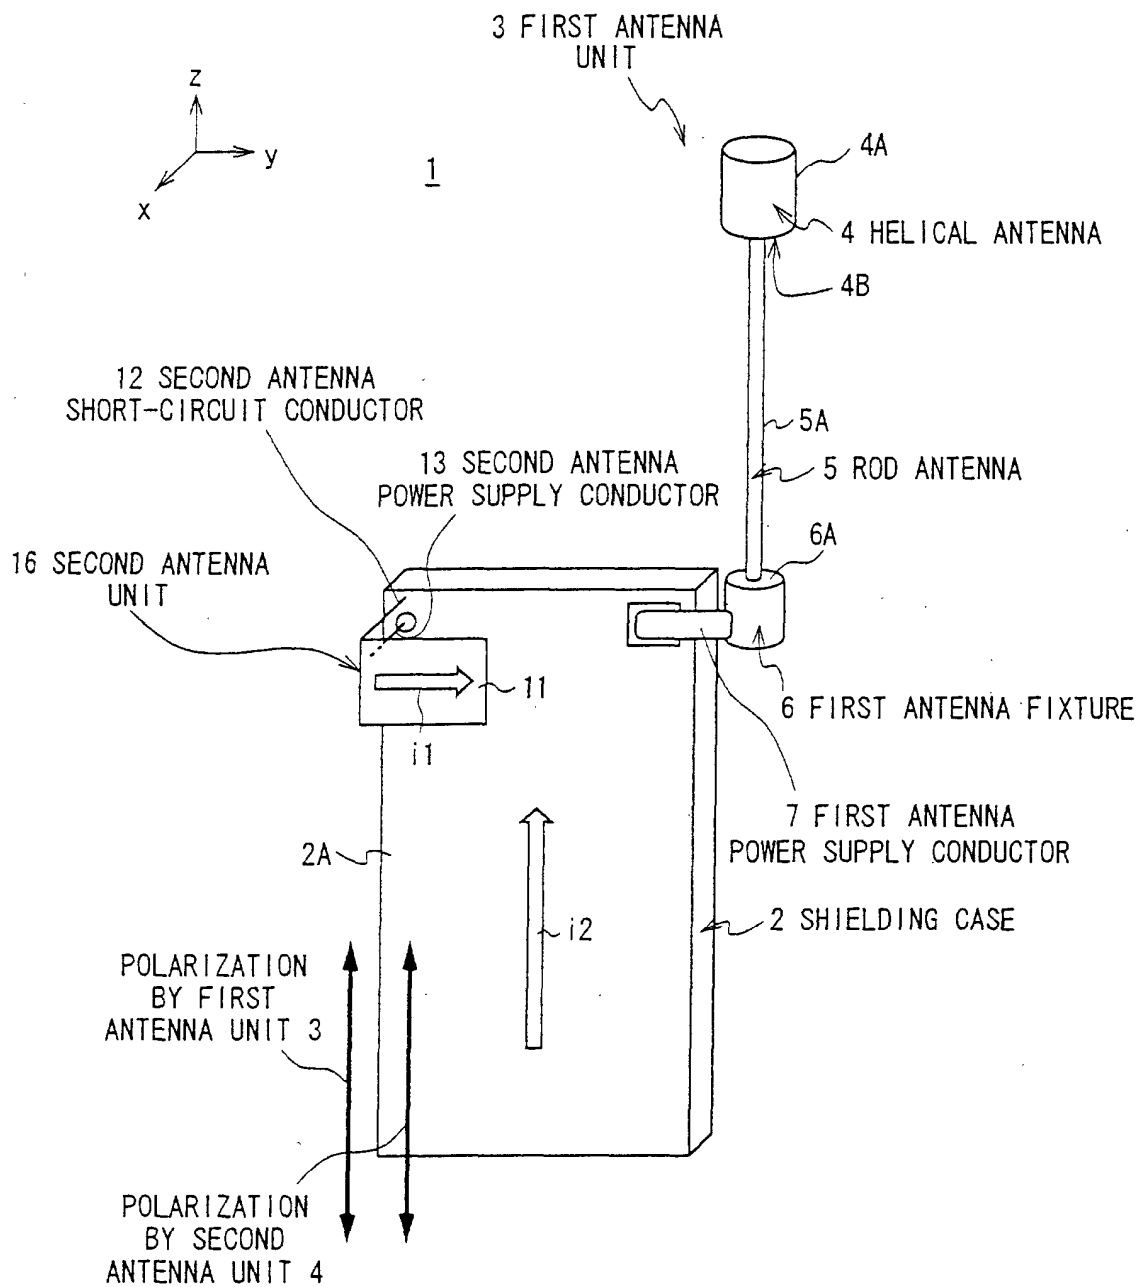 3 FIRST ANTENNA
UNIT
z
y
x
1
4A
4 HELICAL ANTENNA
4B
12 SECOND ANTENNA
SHORT-CIRCUIT CONDUCTOR
5A
13 SECOND ANTENNA
POWER SUPPLY CONDUCTOR
5 ROD ANTENNA
6A
16 SECOND ANTENNA
UNIT
11
i1
6 FIRST ANTENNA FIXTURE
7 FIRST ANTENNA
POWER SUPPLY CONDUCTOR
2A
i2
2 SHIELDING CASE
POLARIZATION
BY FIRST
ANTENNA UNIT 3
POLARIZATION
BY SECOND
ANTENNA UNIT 4